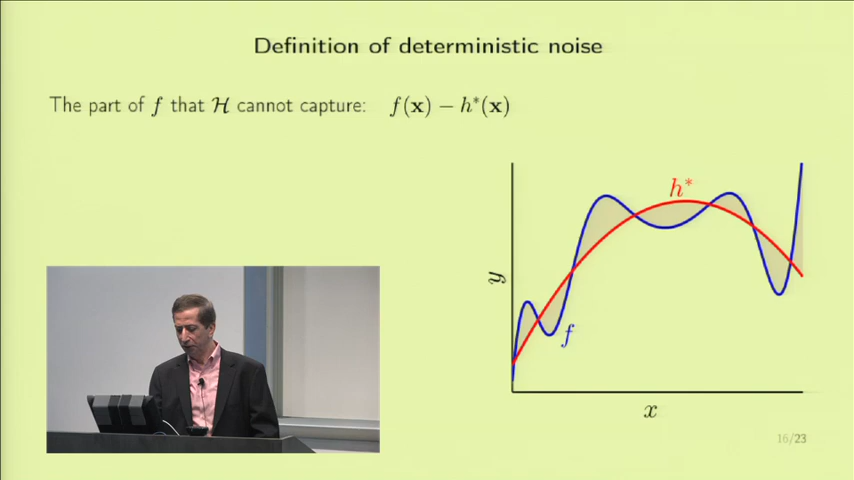 Definition of deterministic noise
The part of f that H cannot capture: f(x) − h*(x)
h*
y
f
x
16/23